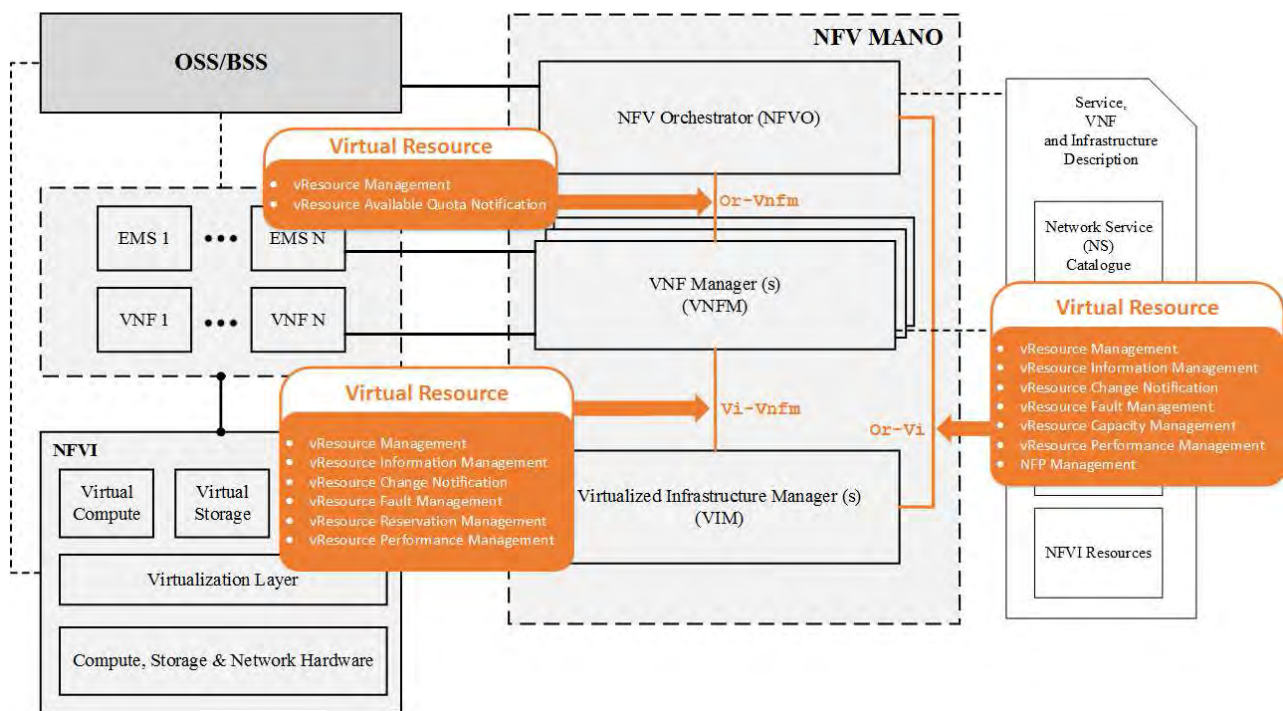 OSS/BSS
NFV MANO
NFV Orchestrator (NFVO)
Service,
VNF
and Infrastructure
Description
Virtual Resource
• vResource Management
• vResource Available Quota Notification
Or-Vnfm
EMS 1
•••
EMS N
VNF 1
•••
VNF N
VNF Manager (s)
(VNFM)
Network Service
(NS)
Catalogue
Virtual Resource
• vResource Management
• vResource Information Management
• vResource Change Notification
• vResource Fault Management
• vResource Capacity Management
• vResource Performance Management
• NFP Management
Virtual Resource
• vResource Management
• vResource Information Management
• vResource Change Notification
• vResource Fault Management
• vResource Reservation Management
• vResource Performance Management
Vi-Vnfm
Or-Vi
NFVI
Virtual
Compute
Virtual
Storage
Virtualized Infrastructure Manager (s)
(VIM)
NFVI Resources
Virtualization Layer
Compute, Storage & Network Hardware